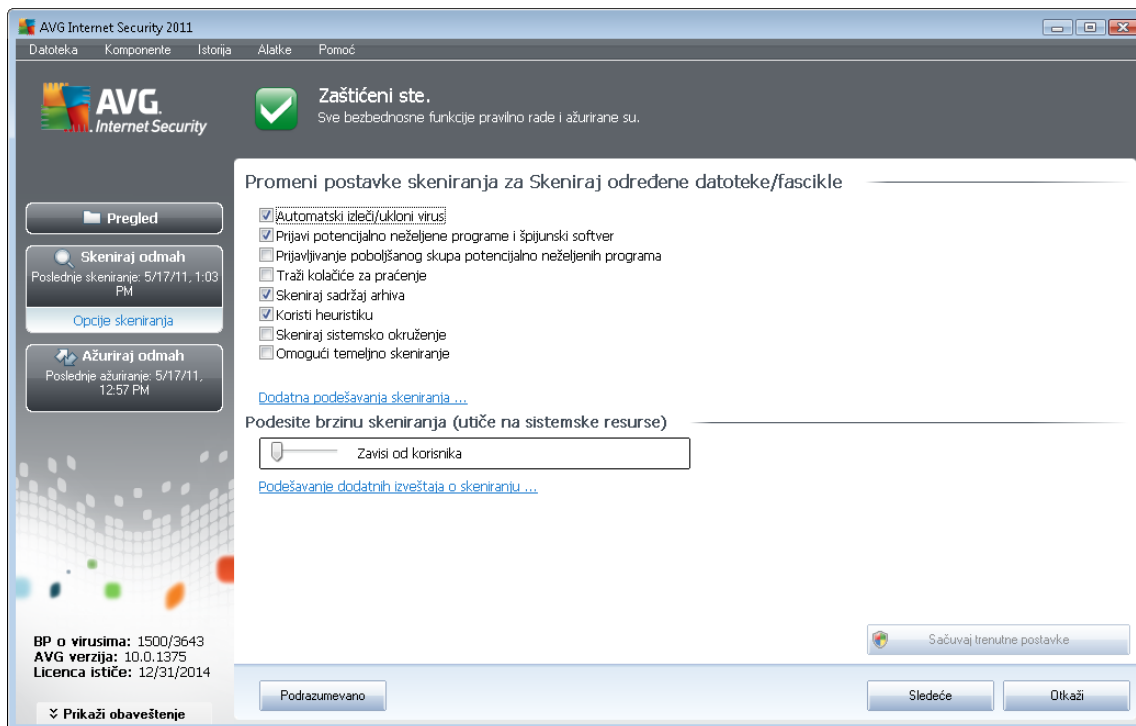 AVG Internet Security 2011
Datoteka Komponente Istorija Alatke Pomoć
AVG.
Internet Security
Zaštićeni ste.
Sve bezbednosne funkcije pravilno rade i ažurirane su.
Pregled
Skeniraj odmah
Poslednje skeniranje: 5/17/11, 1:03
PM
Opcije skeniranja
Ažuriraj odmah
Poslednje ažuriranje: 5/17/11,
12:57 PM
BP o virusima: 1500/3643
AVG verzija: 10.0.1375
Licenca ističe: 12/31/2014
Prikaži obaveštenje
Promeni postavke skeniranja za Skeniraj određene datoteke/fascikle
Automatski izleči/ukloni virus
Prijavi potencijalno neželjene programe i špijunski softver
Prijavljivanje poboljšanog skupa potencijalno neželjenih programa
Traži kolačiće za praćenje
Skeniraj sadržaj arhiva
Koristi heuristiku
Skeniraj sistemsko okruženje
Omogući temeljno skeniranje
Dodatna podešavanja skeniranja ...
Podesite brzinu skeniranja (utiče na sistemske resurse)
Zavisi od korisnika
Podešavanje dodatnih izveštaja o skeniranju ...
Sačuvaj trenutne postavke
Podrazumevano
Sledeće
Otkaži